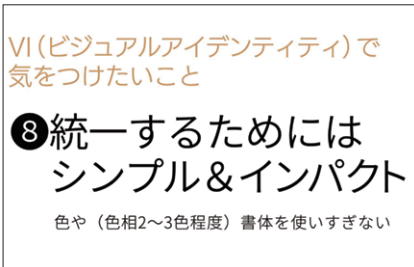 VI(ビジュアルアイデンティティ)で
気をつけたいこと
❽統一するためには
シンプル&インパクト
色や(色相2〜3色程度)書体を使いすぎない